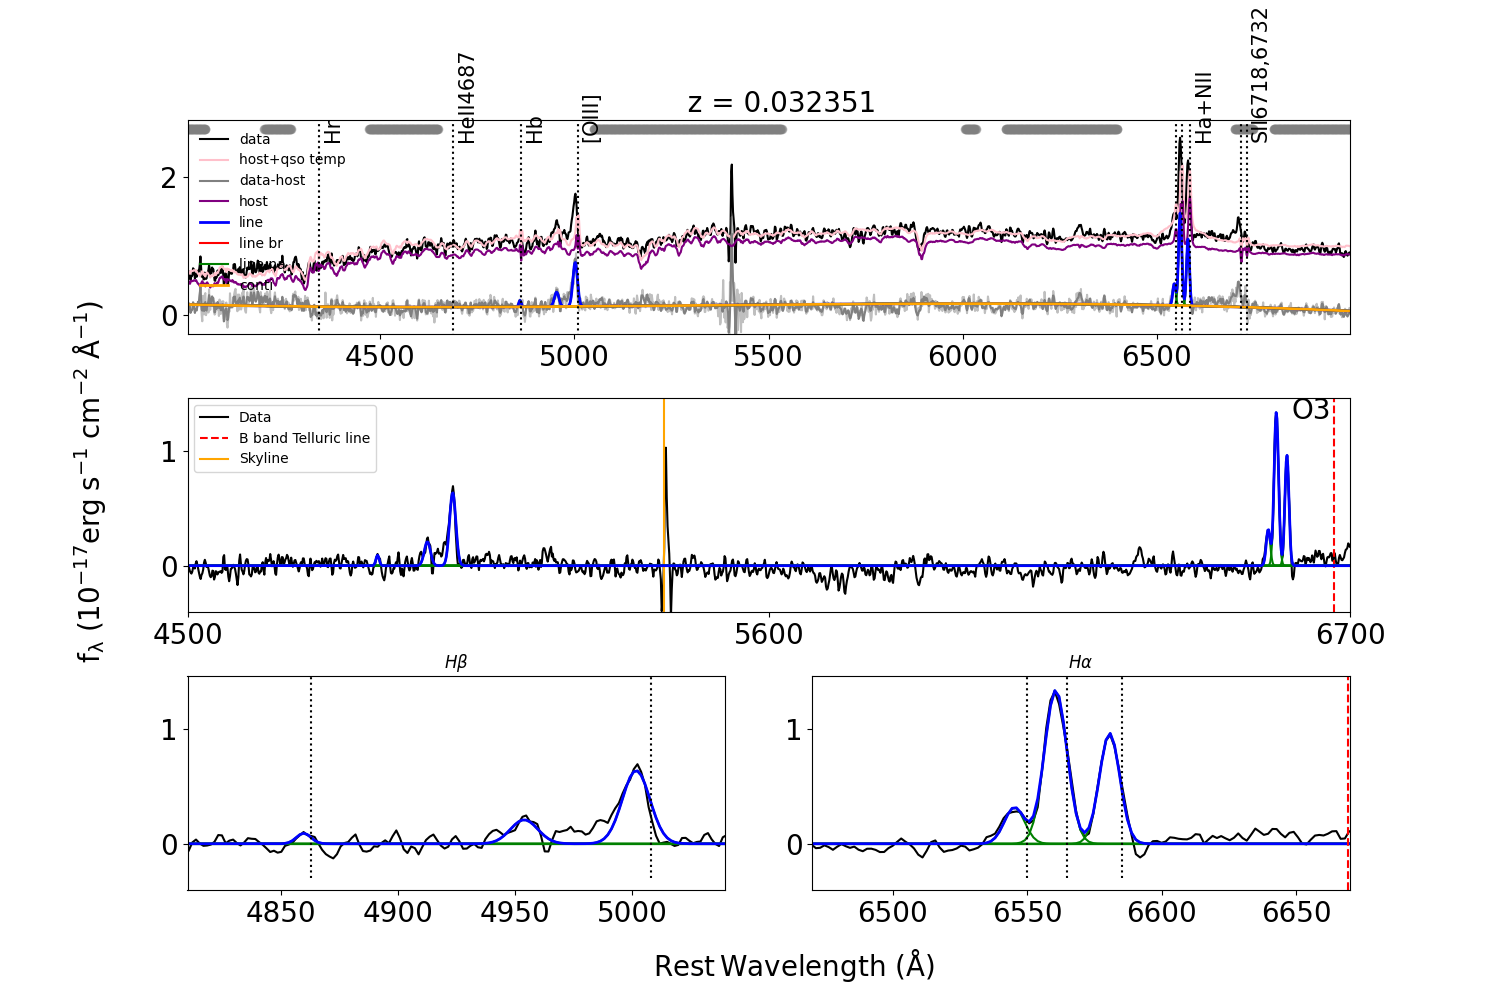 z = 0.032351
Hr
HeII4687
Hb
[OIII]
Ha+NII
SII6718,6732
data
host+qso temp
data-host
host
line
line br
line na
conti
2
0
4500
5000
5500
6000
6500
Data
B band Telluric line
Skyline
O3
1
0
4500
5600
6700
fλ (10−17erg s−1 cm−2 Å−1)
Hβ
1
0
4850
4900
4950
5000
Hα
1
0
6500
6550
6600
6650
Rest Wavelength (Å)